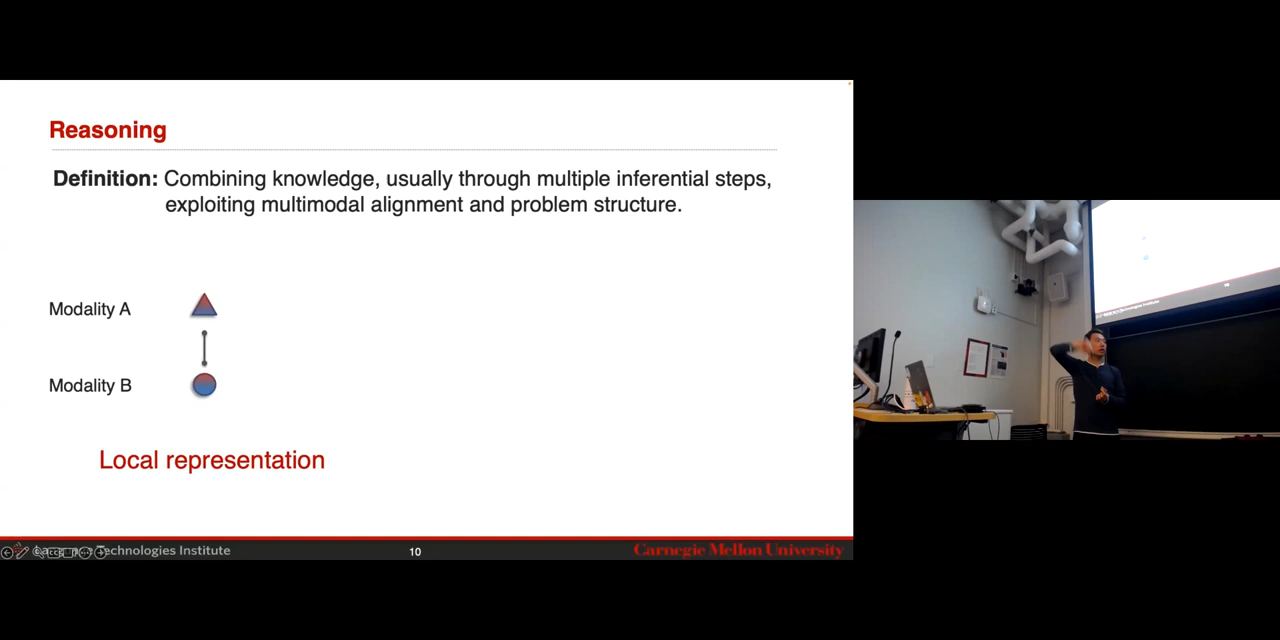 Reasoning
Definition: Combining knowledge, usually through multiple inferential steps,
exploiting multimodal alignment and problem structure.
Modality A
Modality B
Local representation
Technologies Institute
10
Carnegie Mellon University